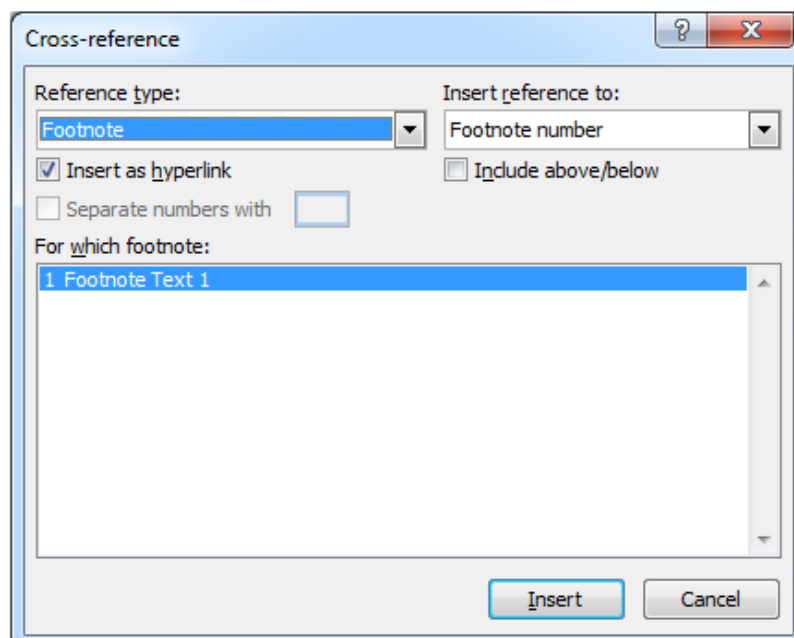 Cross-reference
Reference type:
Insert reference to:
Footnote
Footnote number
Insert as hyperlink
Include above/below
Separate numbers with
For which footnote:
1 Footnote Text 1
Insert
Cancel